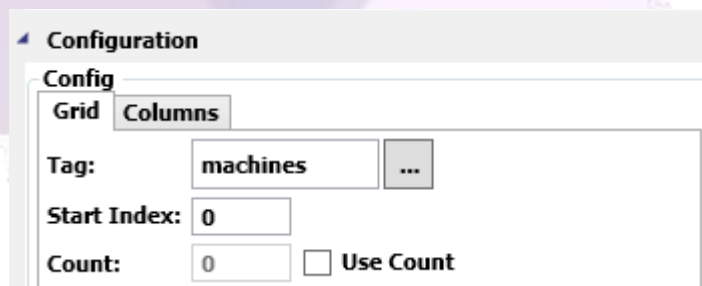 Configuration
Config
Grid Columns
Tag: machines ...
Start Index: 0
Count: 0 Use Count